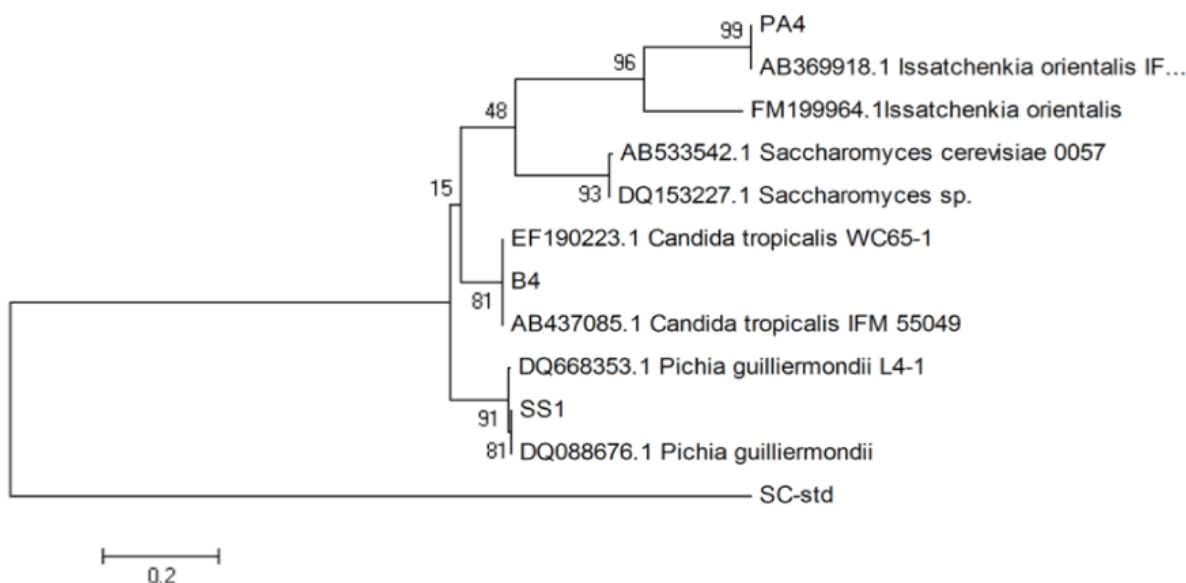 99
PA4
AB369918.1 Issatchenkia orientalis IF...
96
FM199964.1Issatchenkia orientalis
48
AB533542.1 Saccharomyces cerevisiae 0057
93
DQ153227.1 Saccharomyces sp.
15
EF190223.1 Candida tropicalis WC65-1
B4
81
AB437085.1 Candida tropicalis IFM 55049
DQ668353.1 Pichia guilliermondii L4-1
SS1
91
81
DQ088676.1 Pichia guilliermondii
SC-std
0.2